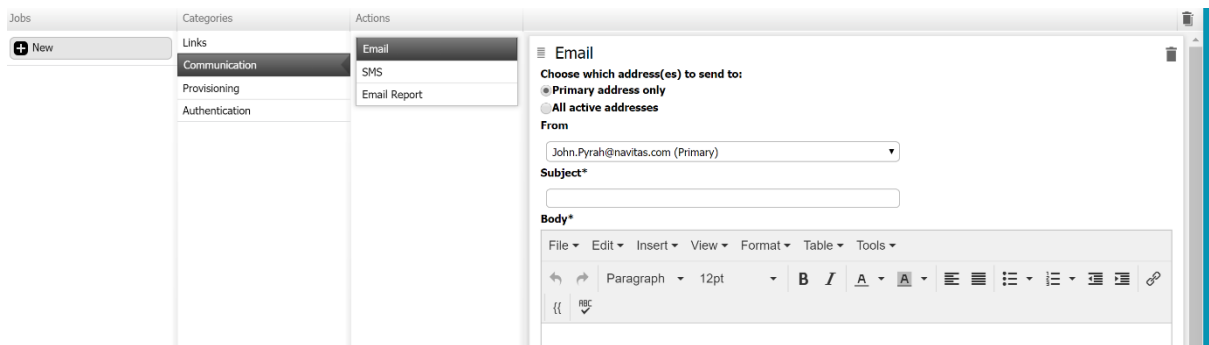 Jobs Categories Actions
New
Links
Communication
Provisioning
Authentication
Email
SMS
Email Report
Email
Choose which address(es) to send to:
Primary address only
All active addresses
From
John.Pyrah@navitas.com (Primary)
Subject*
Body*
File Edit Insert View Format Table Tools
Paragraph 12pt B I A A
{{ ABC